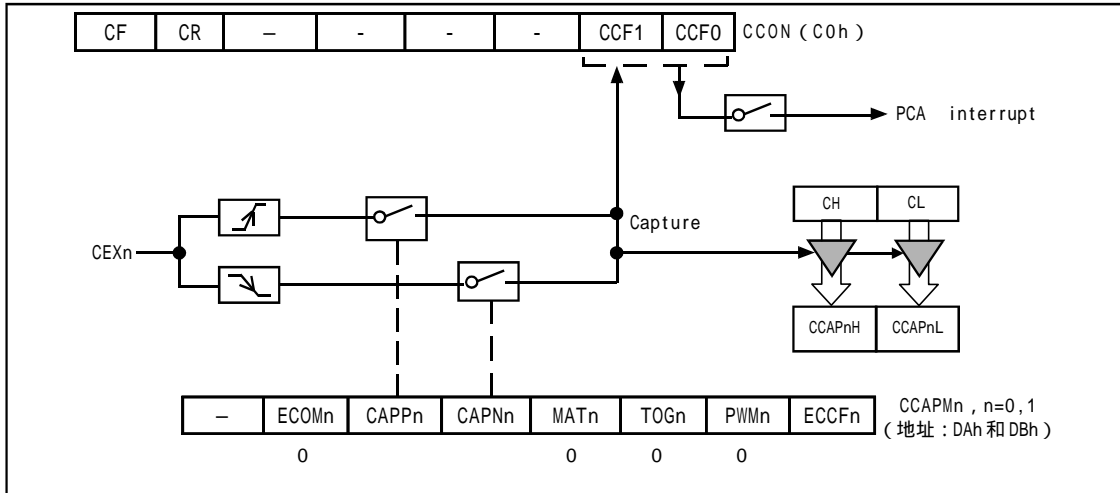 CF CR – - - - CCF1 CCF0 CCON（C0h）
PCA interrupt
CH CL
Capture
CEXn
CCAPnH CCAPnL
– ECOMn CAPPn CAPNn MATn TOGn PWMn ECCFn CCAPMn，n=0,1
（地址：DAh和DBh）
0 0 0 0